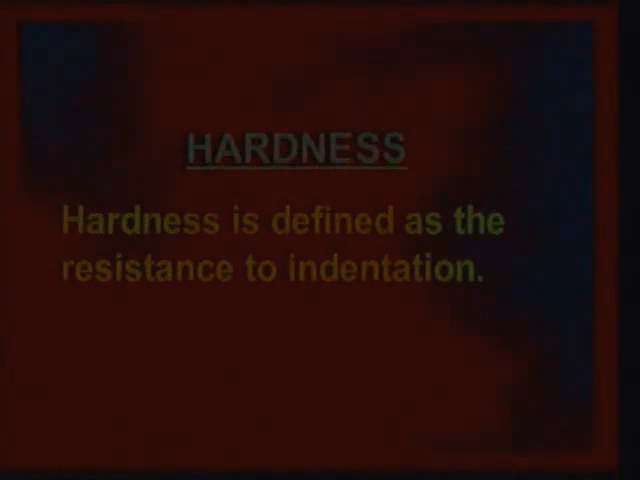 HARDNESS
Hardness is defined as the
resistance to indentation.